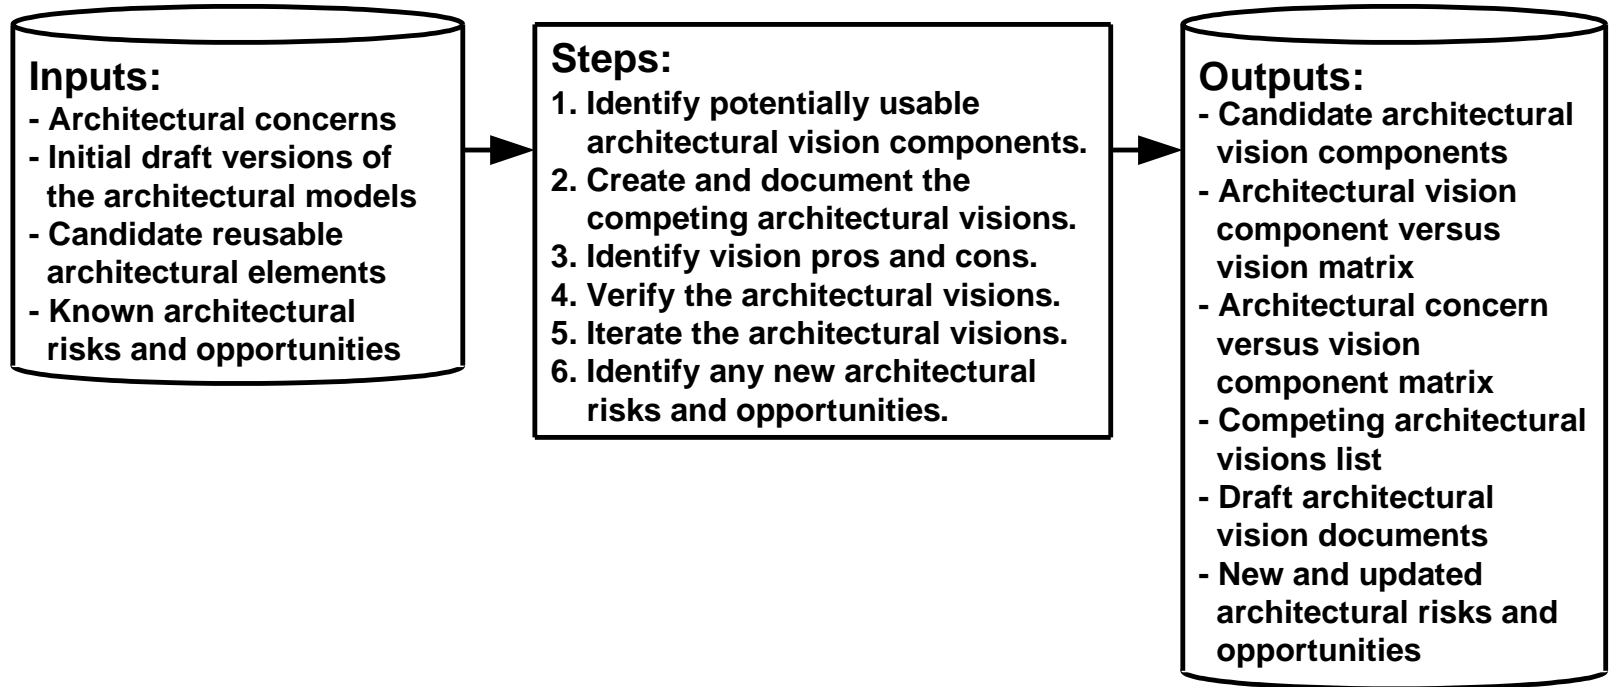 Inputs:
- Architectural concerns
- Initial draft versions of
the architectural models
- Candidate reusable
architectural elements
- Known architectural
risks and opportunities
Steps:
1. Identify potentially usable
architectural vision components.
2. Create and document the
competing architectural visions.
3. Identify vision pros and cons.
4. Verify the architectural visions.
5. Iterate the architectural visions.
6. Identify any new architectural
risks and opportunities.
Outputs:
- Candidate architectural
vision components
- Architectural vision
component versus
vision matrix
- Architectural concern
versus vision
component matrix
- Competing architectural
visions list
- Draft architectural
vision documents
- New and updated
architectural risks and
opportunities